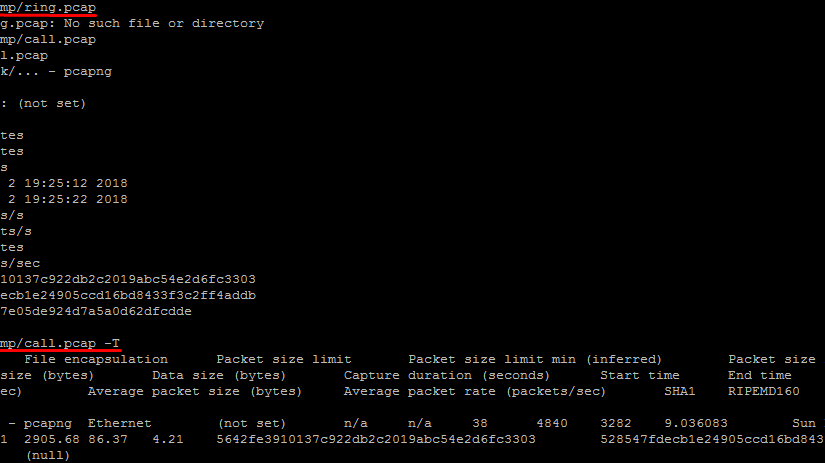 mp/ring.pcap
g.pcap: No such file or directory
mp/call.pcap
l.pcap
k/... - pcapng
: (not set)
tes
tes
s
2 19:25:12 2018
2 19:25:22 2018
s/s
ts/s
tes
s/sec
10137c922db2c2019abc54e2d6fc3303
ecb1e24905ccd16bd8433f3c2ff4addb
7e05de924d7a5a0d62dfcdde
mp/call.pcap -T
File encapsulation Packet size limit Packet size limit min (inferred) Packet size
size (bytes) Data size (bytes) Capture duration (seconds) Start time End time
ec) Average packet size (bytes) Average packet rate (packets/sec) SHA1 RIPEMD160
- pcapng Ethernet (not set) n/a n/a 38 4840 3282 9.036083 Sun
1 2905.68 86.37 4.21 5642fe3910137c922db2c2019abc54e2d6fc3303 528547fdecb1e24905ccd16bd843
(null)